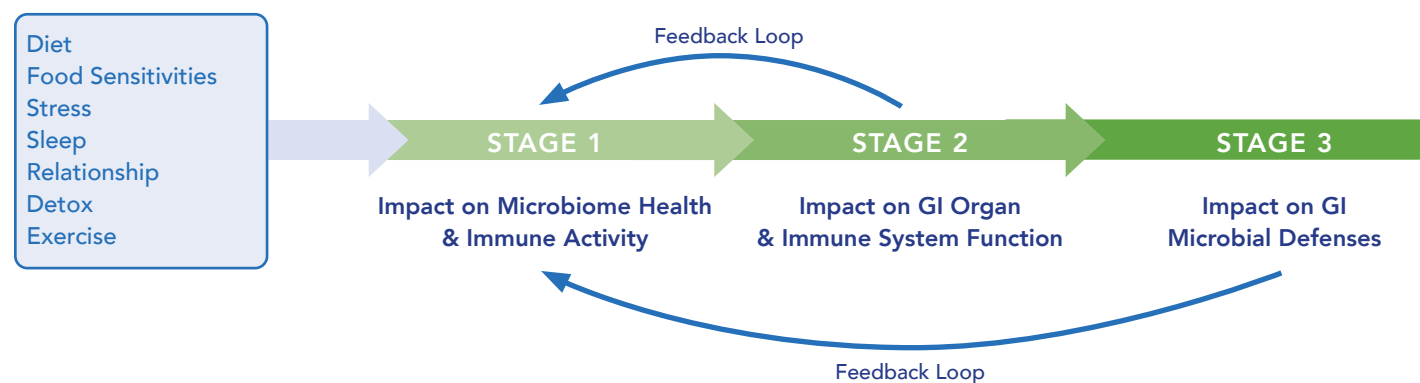 Diet
Food Sensitivities
Stress
Sleep
Relationship
Detox
Exercise
Feedback Loop
STAGE 1
STAGE 2
STAGE 3
Impact on Microbiome Health
& Immune Activity
Impact on GI Organ
& Immune System Function
Impact on GI
Microbial Defenses
Feedback Loop